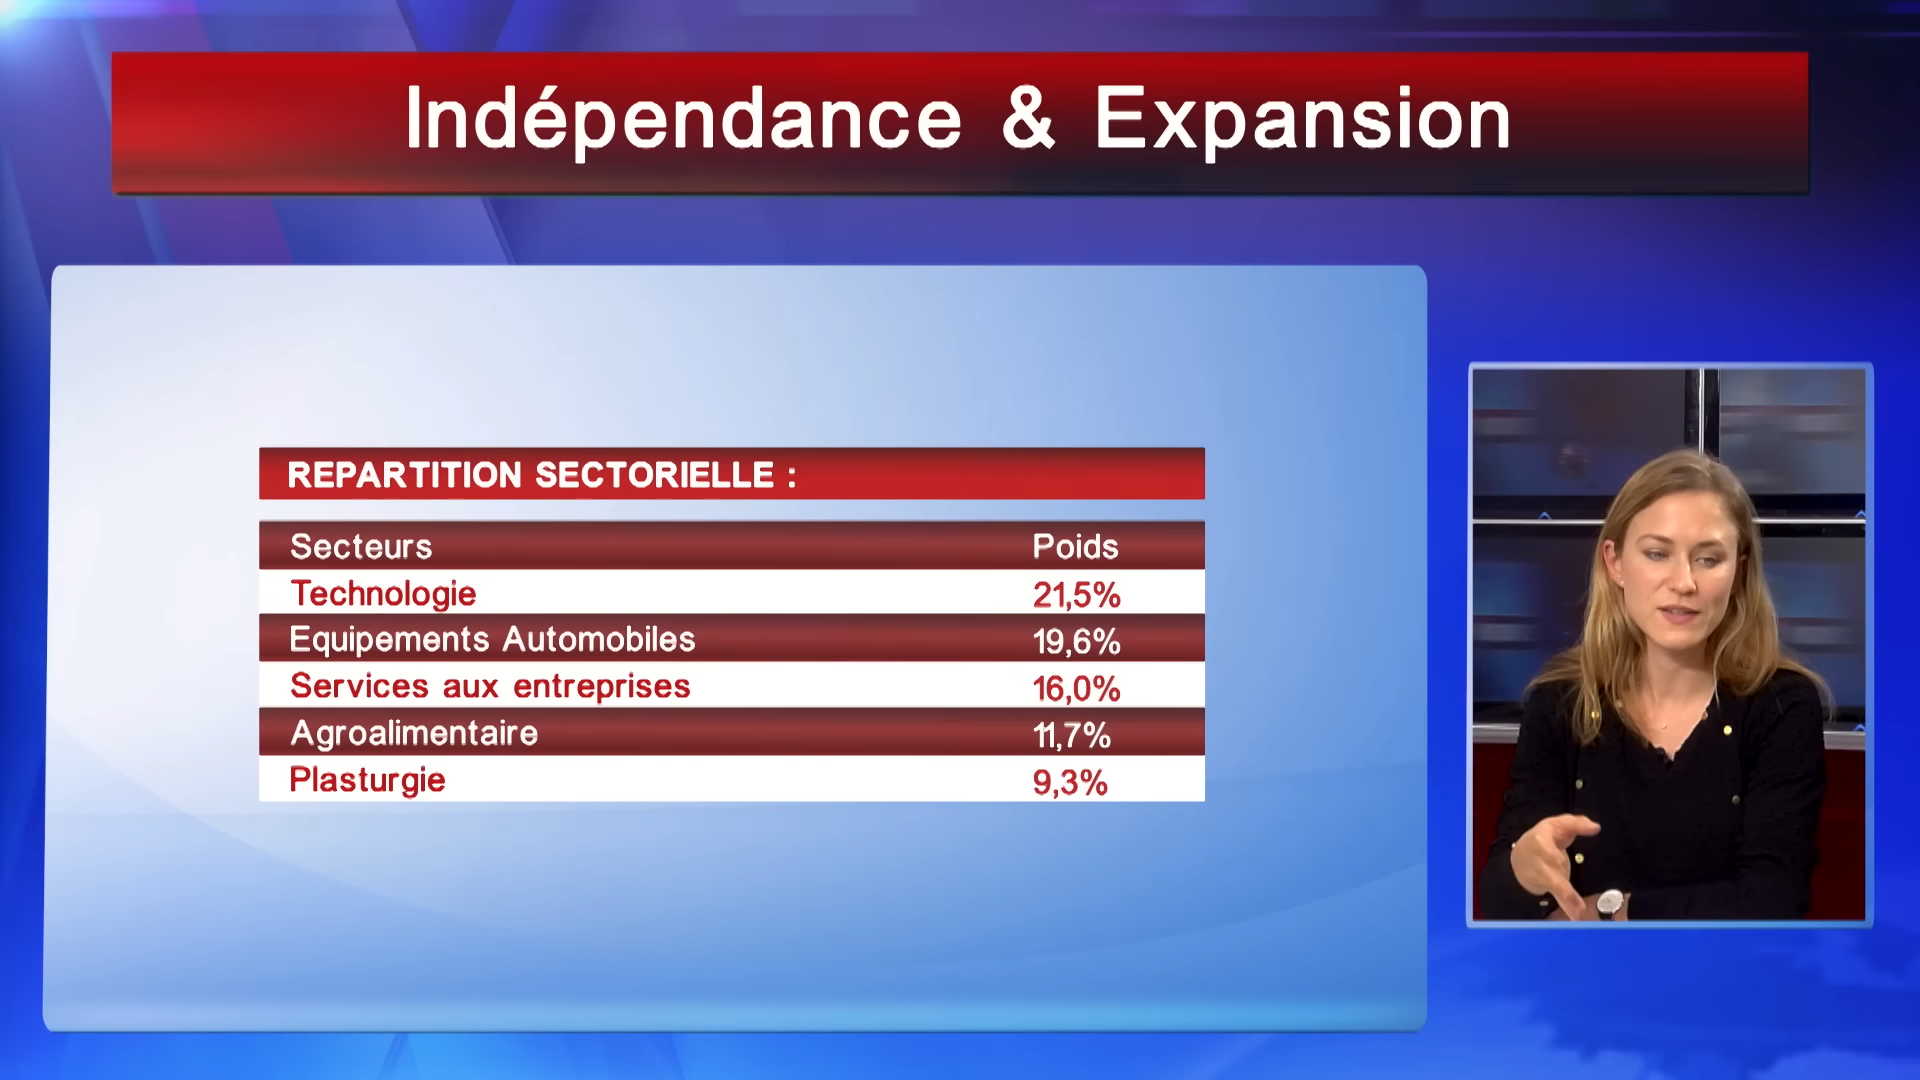 Indépendance & Expansion
REPARTITION SECTORIELLE :
Secteurs Poids
Technologie 21,5%
Equipements Automobiles 19,6%
Services aux entreprises 16,0%
Agroalimentaire 11,7%
Plasturgie 9,3%